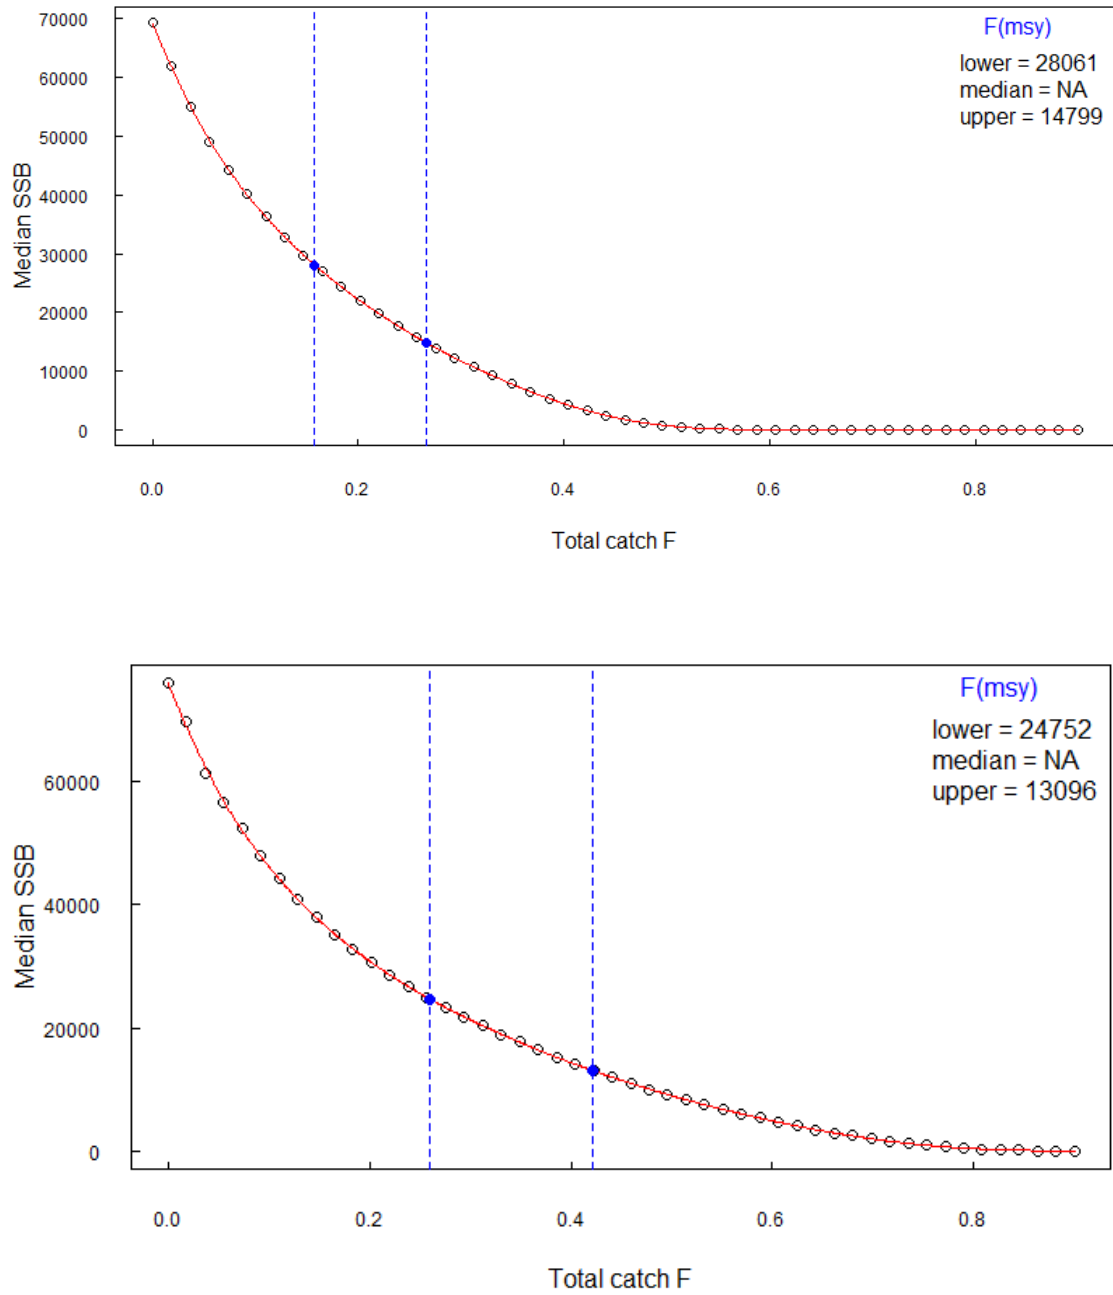 F(msy)
lower = 28061
median = NA
upper = 14799
70000
60000
50000
40000
30000
20000
10000
0
Median SSB
0.0 0.2 0.4 0.6 0.8
Total catch F
F(msy)
lower = 24752
median = NA
upper = 13096
60000
40000
20000
0
Median SSB
0.0 0.2 0.4 0.6 0.8
Total catch F